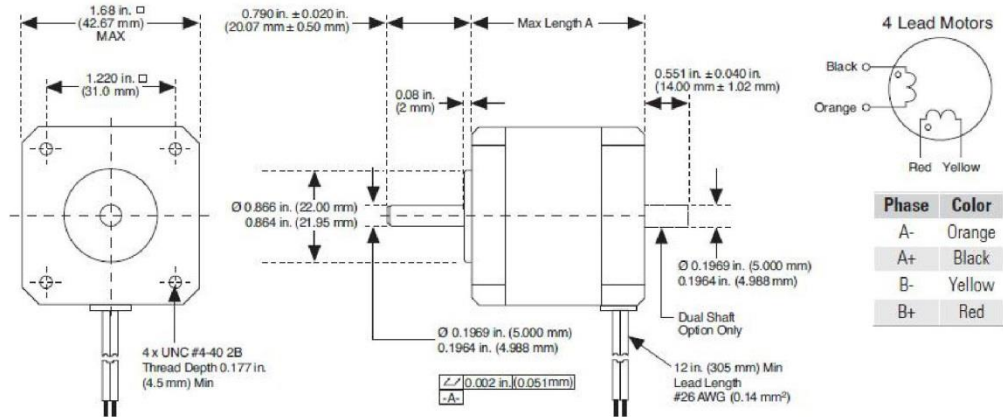 1.68 in. □
(42.67 mm)
MAX
1.220 in. □
(31.0 mm)
4 x UNC #4-40 2B
Thread Depth 0.177 in.
(4.5 mm) Min
0.790 in. ± 0.020 in.
(20.07 mm ± 0.50 mm)
Max Length A
0.08 in.
(2 mm)
0.551 in. ± 0.040 in.
(14.00 mm ± 1.02 mm)
Ø 0.866 in. (22.00 mm)
0.864 in. (21.95 mm)
Ø 0.1969 in. (5.000 mm)
0.1964 in. (4.988 mm)
Dual Shaft
Option Only
Ø 0.1969 in. (5.000 mm)
0.1964 in. (4.988 mm)
0.002 in. (0.051mm)
-A-
12 in. (305 mm) Min
Lead Length
#26 AWG (0.14 mm²)
4 Lead Motors
Black
Orange
Red Yellow
Phase Color
A- Orange
A+ Black
B- Yellow
B+ Red